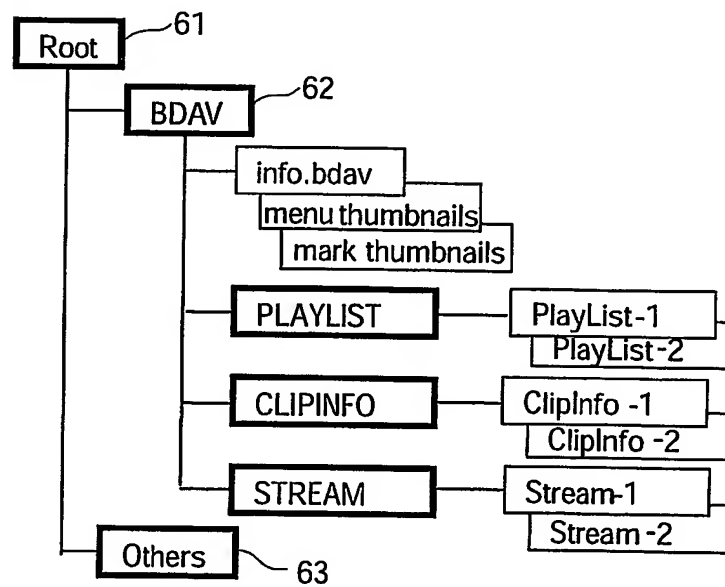 Root
61
BDAV
62
info.bdav
menu thumbnails
mark thumbnails
PLAYLIST
PlayList-1
PlayList-2
CLIPINFO
ClipInfo -1
ClipInfo -2
STREAM
Stream-1
Stream-2
Others
63